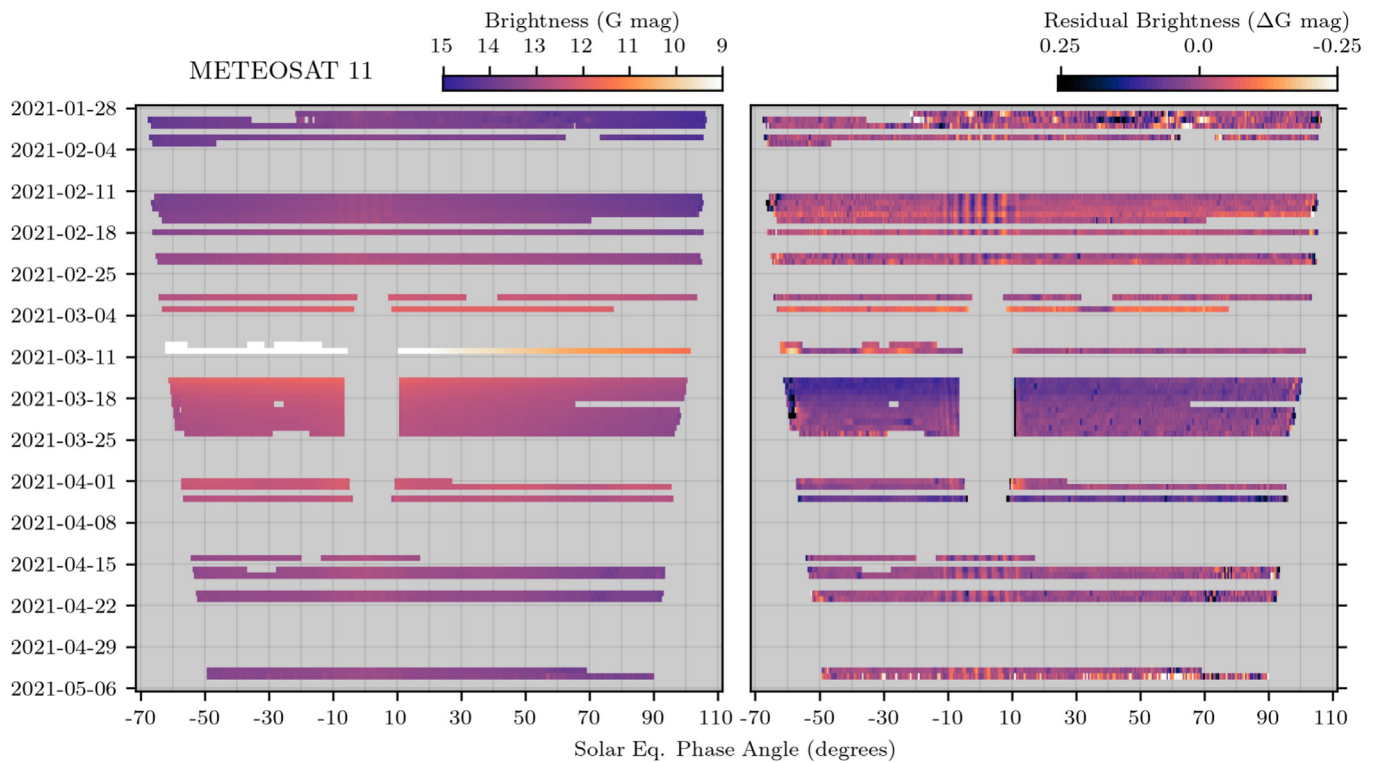 Brightness (G mag)
15 14 13 12 11 10 9
Residual Brightness (ΔG mag)
0.25 0.0 -0.25
METEOSAT 11
2021-01-28
2021-02-04
2021-02-11
2021-02-18
2021-02-25
2021-03-04
2021-03-11
2021-03-18
2021-03-25
2021-04-01
2021-04-08
2021-04-15
2021-04-22
2021-04-29
2021-05-06
-70 -50 -30 -10 10 30 50 70 90 110
-70 -50 -30 -10 10 30 50 70 90 110
Solar Eq. Phase Angle (degrees)